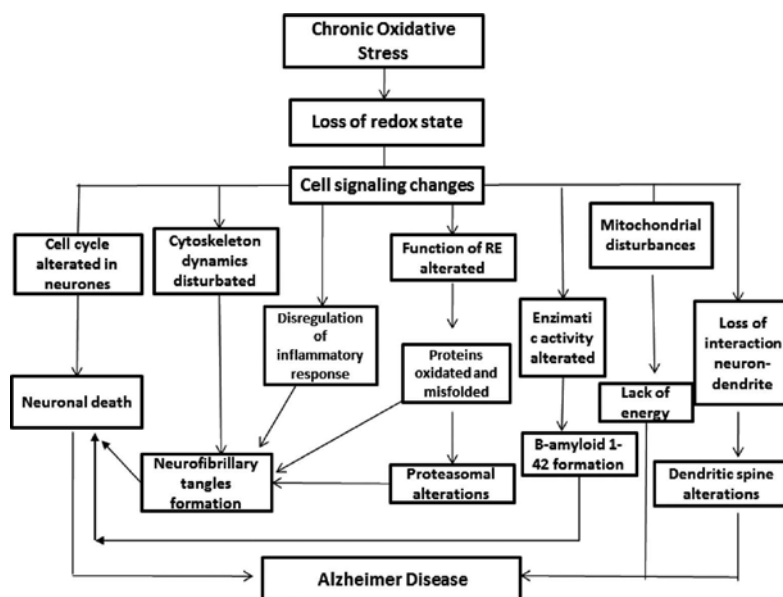 Chronic Oxidative
Stress
Loss of redox state
Cell signaling changes
Cell cycle
alterated in
neurones
Cytoskeleton
dynamics
disturbated
Disregulation
of
inflammatory
response
Function of RE
alterated
Enzimati
c activity
alterated
Mitochondrial
disturbances
Loss of
interaction
neuron-
dendrite
Proteins
oxidated and
misfolded
Neuronal death
Lack of
energy
Neurofibrillary
tangles
formation
Proteasomal
alterations
B-amyloid 1-
42 formation
Dendritic spine
alterations
Alzheimer Disease